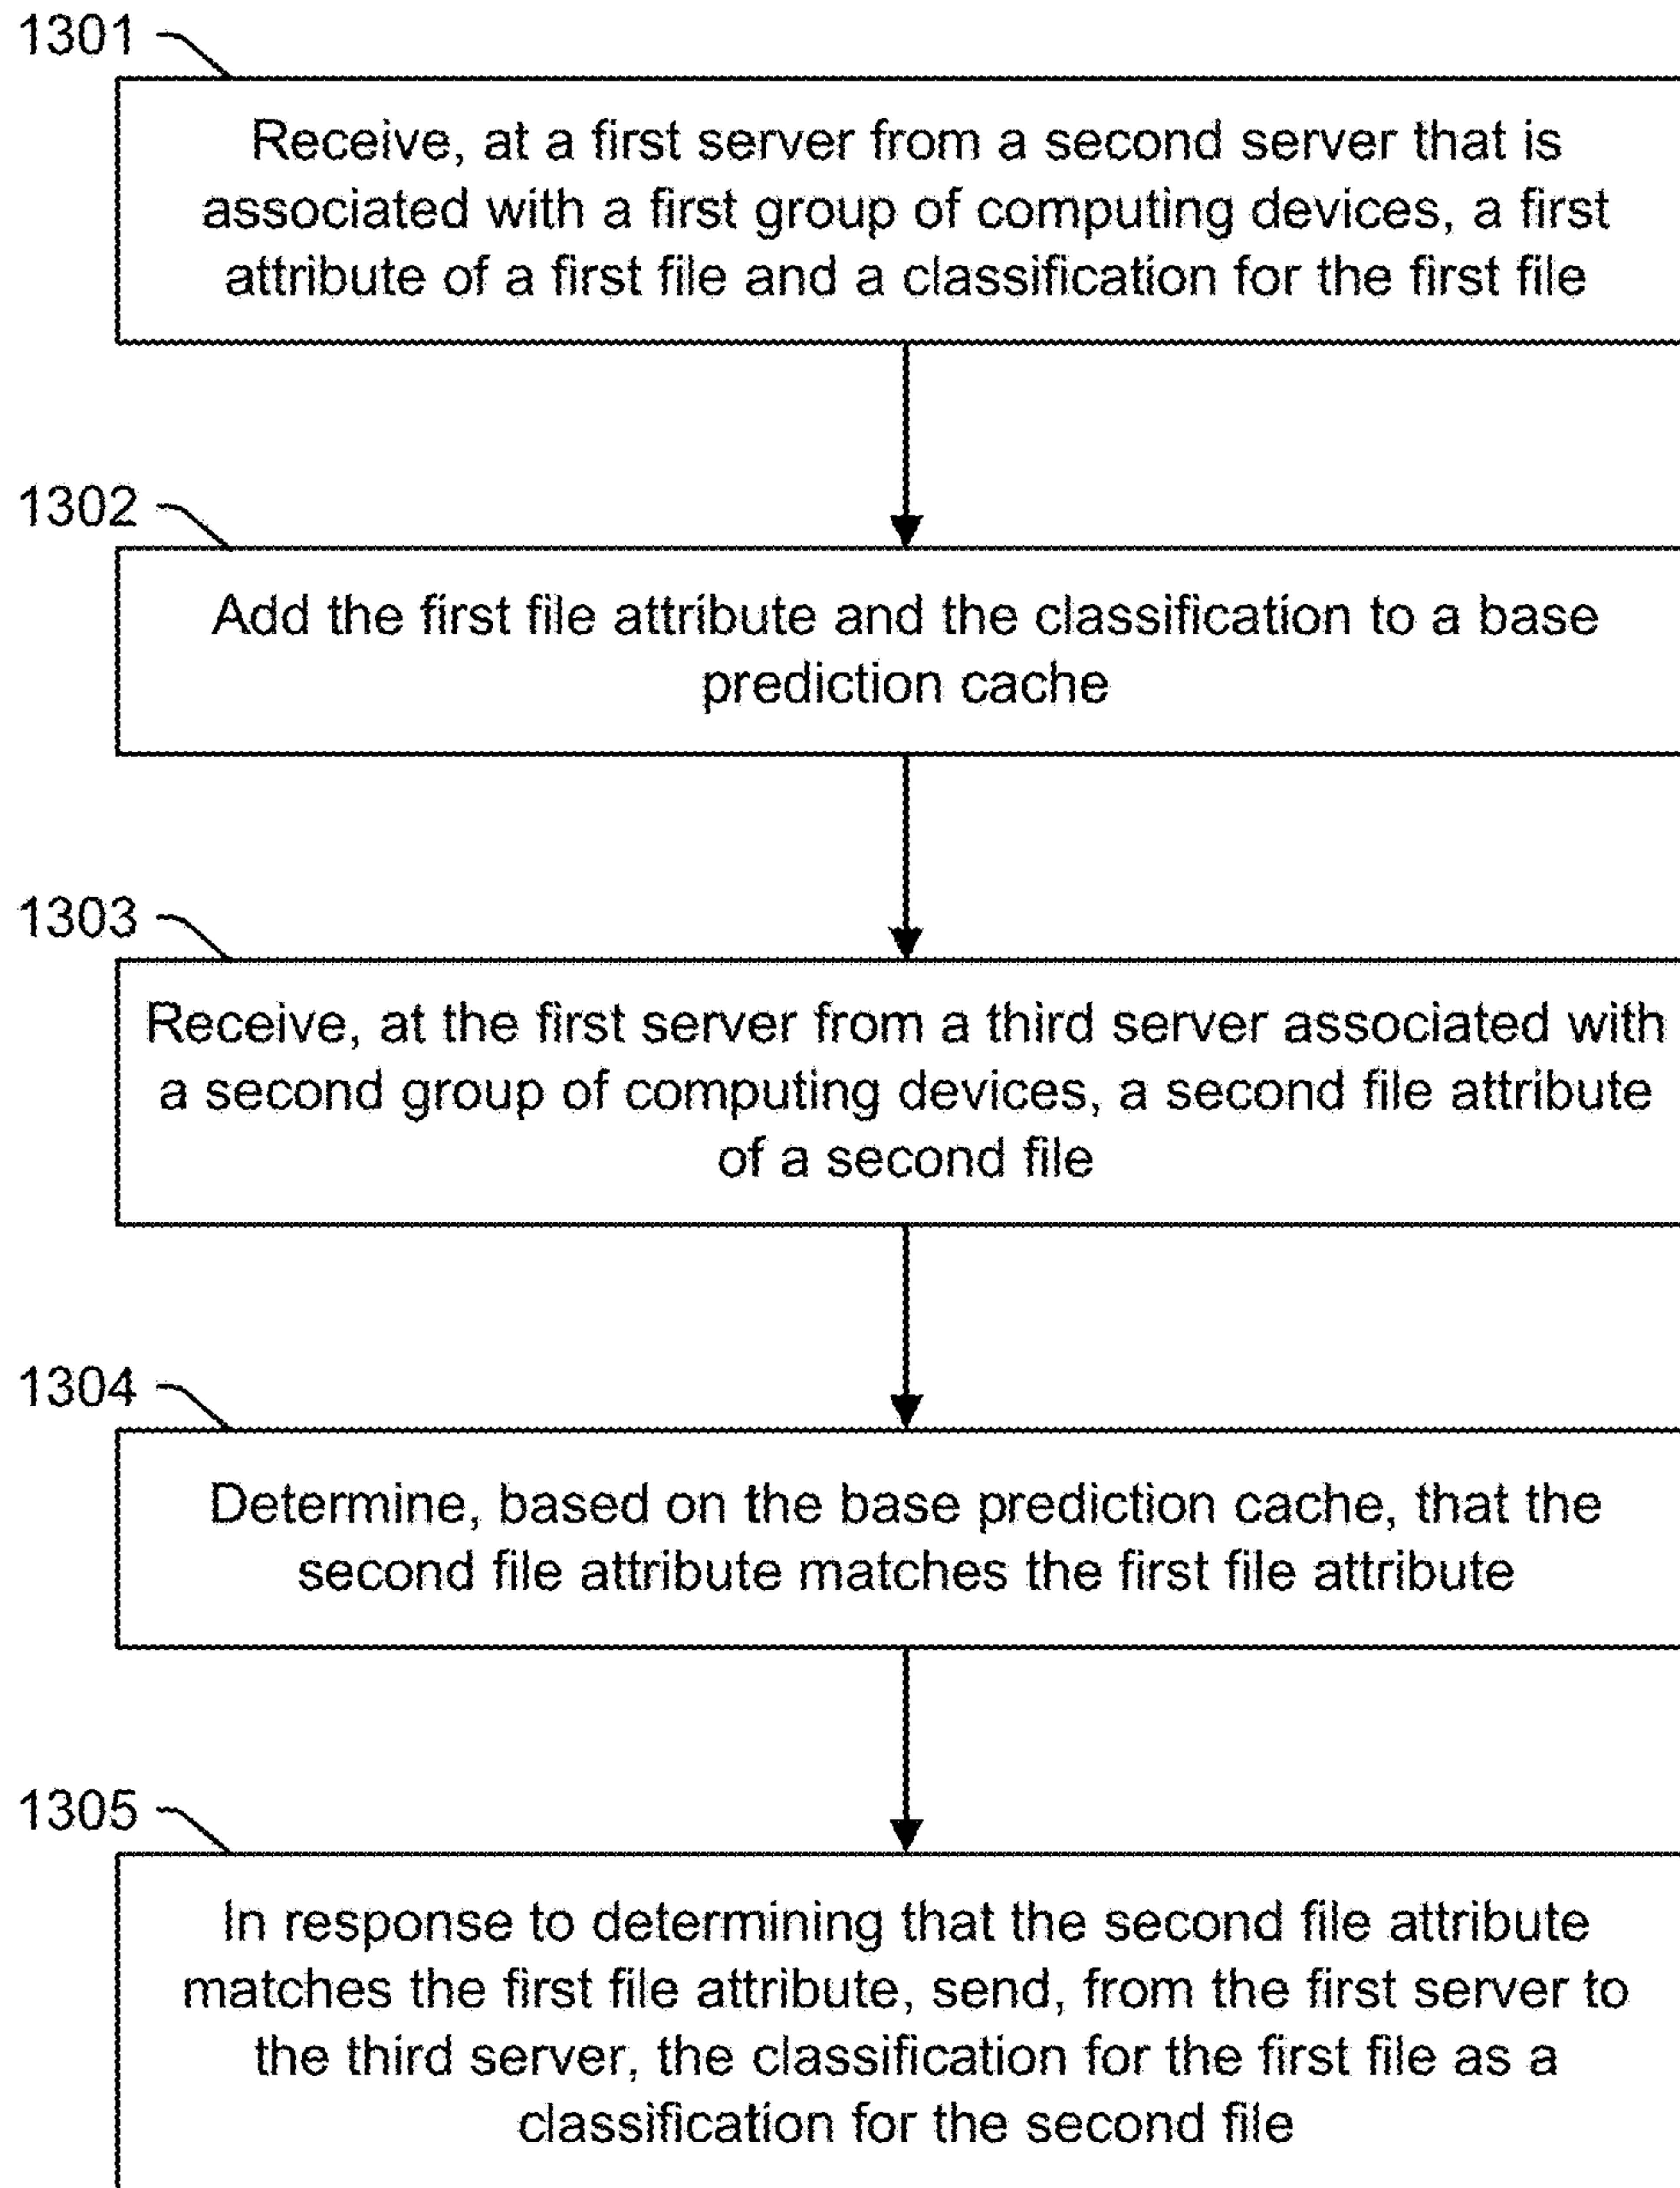 1301
Receive, at a first server from a second server that is
associated with a first group of computing devices, a first
attribute of a first file and a classification for the first file
1302
Add the first file attribute and the classification to a base
prediction cache
1303
Receive, at the first server from a third server associated with
a second group of computing devices, a second file attribute
of a second file
1304
Determine, based on the base prediction cache, that the
second file attribute matches the first file attribute
1305
In response to determining that the second file attribute
matches the first file attribute, send, from the first server to
the third server, the classification for the first file as a
classification for the second file